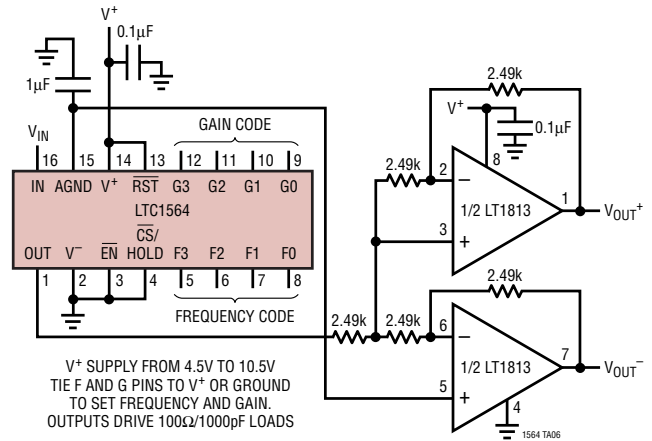 V+
0.1µF
1µF
VIN
GAIN CODE
16 15 14 13 12 11 10 9
IN AGND V+ RST G3 G2 G1 G0
LTC1564
CS/
OUT V− EN HOLD F3 F2 F1 F0
1 2 3 4 5 6 7 8
FREQUENCY CODE
2.49k
V+
0.1µF
8
2.49k
2
−
1
1/2 LT1813
VOUT+
3
+
2.49k
2.49k 2.49k
6
−
7
1/2 LT1813
VOUT−
5
+
4
V+ SUPPLY FROM 4.5V TO 10.5V
TIE F AND G PINS TO V+ OR GROUND
TO SET FREQUENCY AND GAIN.
OUTPUTS DRIVE 100Ω/1000pF LOADS
1564 TA06